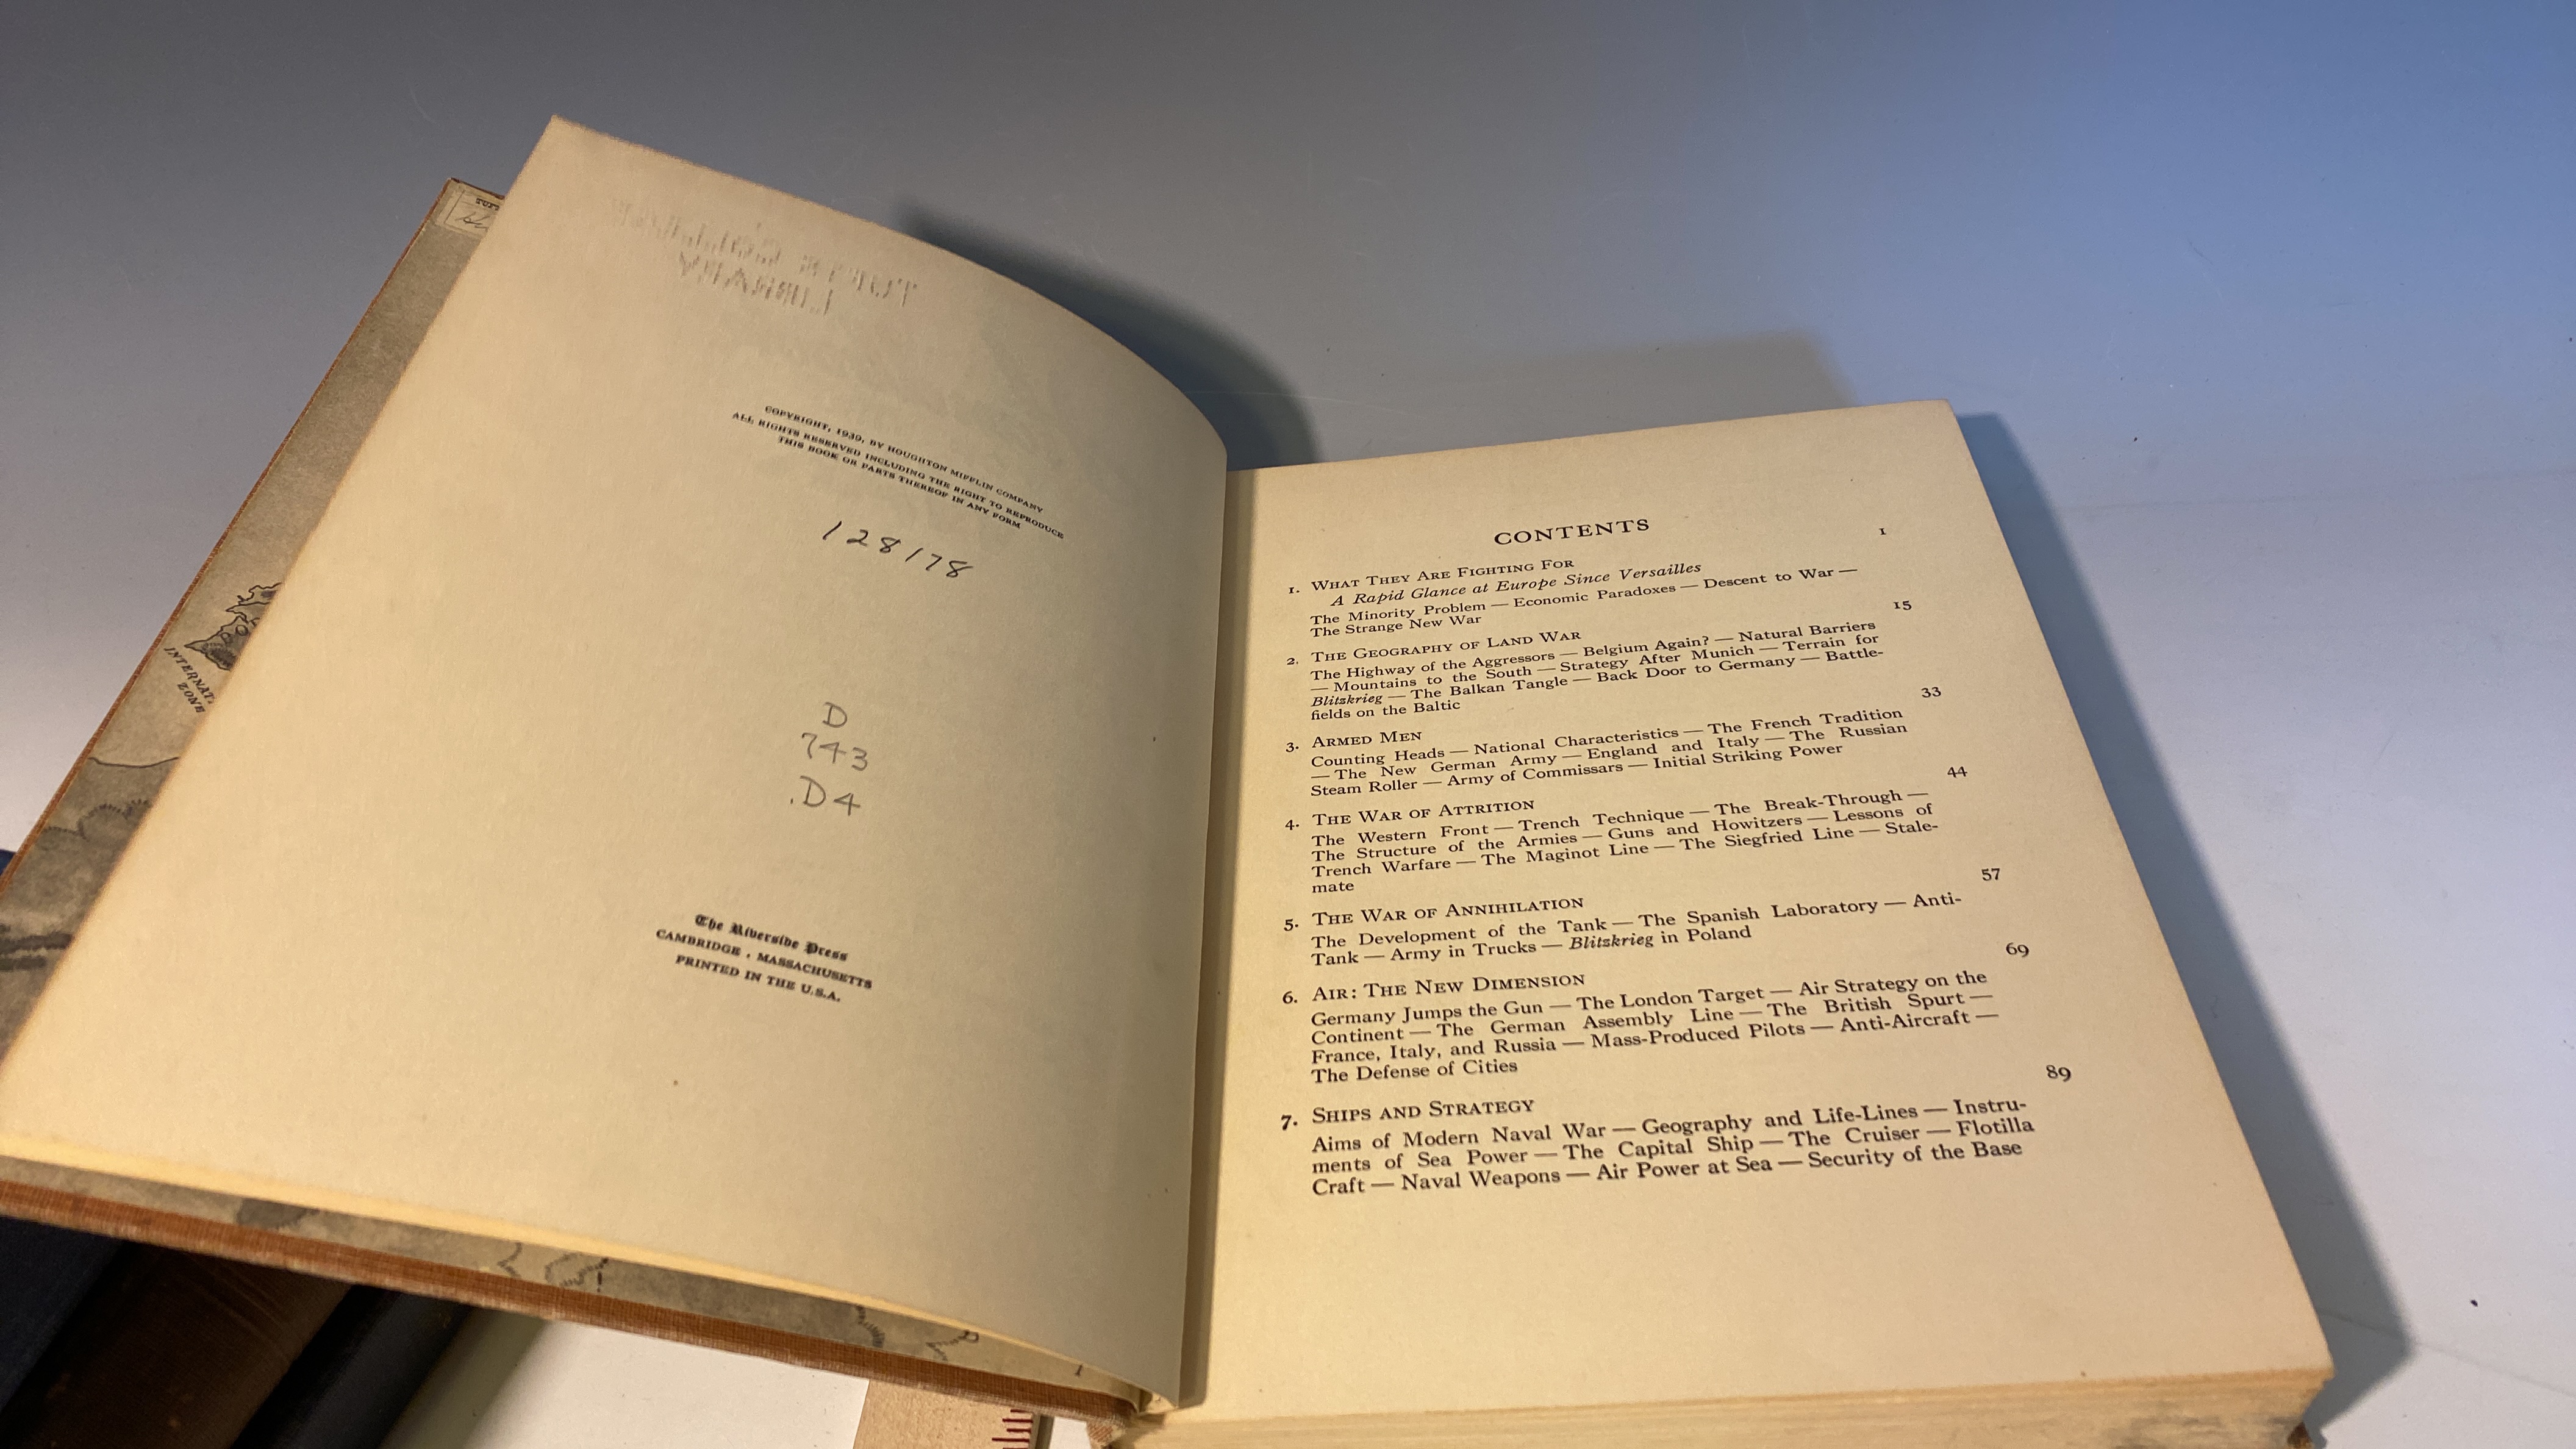 LIBRARY
COPYRIGHT, 1939, BY HOUGHTON MIFFLIN COMPANY
ALL RIGHTS RESERVED INCLUDING THE RIGHT TO REPRODUCE
THIS BOOK OR PARTS THEREOF IN ANY FORM
128178
D
743
.D4
The Riverside Press
CAMBRIDGE . MASSACHUSETTS
PRINTED IN THE U.S.A.
ZONE
CONTENTS
1. WHAT THEY ARE FIGHTING FOR 1
A Rapid Glance at Europe Since Versailles
The Minority Problem — Economic Paradoxes — Descent to War —
The Strange New War
2. THE GEOGRAPHY OF LAND WAR 15
The Highway of the Aggressors — Belgium Again? — Natural Barriers
— Mountains to the South — Strategy After Munich — Terrain for
Blitzkrieg — The Balkan Tangle — Back Door to Germany — Battle-
fields on the Baltic
3. ARMED MEN 33
Counting Heads — National Characteristics — The French Tradition
— The New German Army — England and Italy — The Russian
Steam Roller — Army of Commissars — Initial Striking Power
4. THE WAR OF ATTRITION 44
The Western Front — Trench Technique — The Break-Through —
The Structure of the Armies — Guns and Howitzers — Lessons of
Trench Warfare — The Maginot Line — The Siegfried Line — Stale-
mate
5. THE WAR OF ANNIHILATION 57
The Development of the Tank — The Spanish Laboratory — Anti-
Tank — Army in Trucks — Blitzkrieg in Poland
6. AIR: THE NEW DIMENSION 69
Germany Jumps the Gun — The London Target — Air Strategy on the
Continent — The German Assembly Line — The British Spurt —
France, Italy, and Russia — Mass-Produced Pilots — Anti-Aircraft —
The Defense of Cities
7. SHIPS AND STRATEGY 89
Aims of Modern Naval War — Geography and Life-Lines — Instru-
ments of Sea Power — The Capital Ship — The Cruiser — Flotilla
Craft — Naval Weapons — Air Power at Sea — Security of the Base